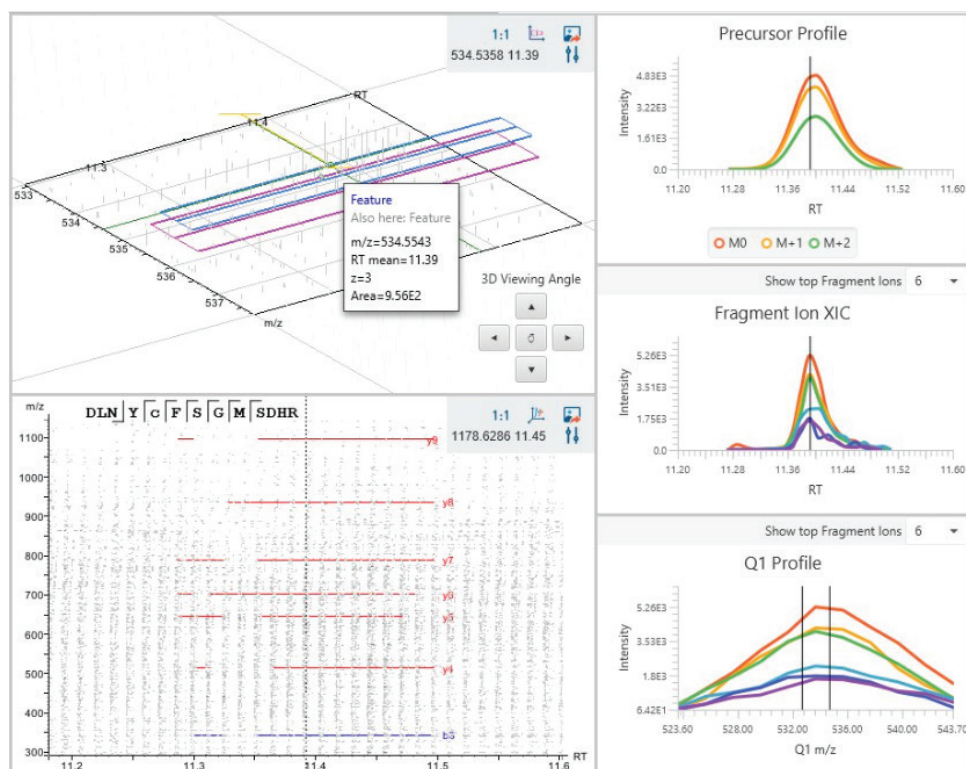 1:1
534.5358 11.39
RT
11.4
11.3
533
534
535
536
537
m/z
Feature
Also here: Feature
m/z=534.5543
RT mean=11.39
z=3
Area=9.56E2
3D Viewing Angle
Precursor Profile
Intensity
4.83E3
3.22E3
1.61E3
0.0
11.20 11.28 11.36 11.44 11.52 11.60
RT
M0 M+1 M+2
Show top Fragment Ions 6
Fragment Ion XIC
Intensity
5.26E3
3.51E3
1.75E3
0.0
11.20 11.28 11.36 11.44 11.52 11.60
RT
m/z
DLN Y C F S G M SDHR
1:1
1178.6286 11.45
1100
1000
900
800
700
600
500
400
300
y9
y8
y7
y6
y5
y4
b3
11.2 11.3 11.4 11.5 11.6
RT
Show top Fragment Ions 6
Q1 Profile
Intensity
5.26E3
3.53E3
1.8E3
6.42E1
523.60 528.00 532.00 536.00 540.00 543.70
Q1 m/z